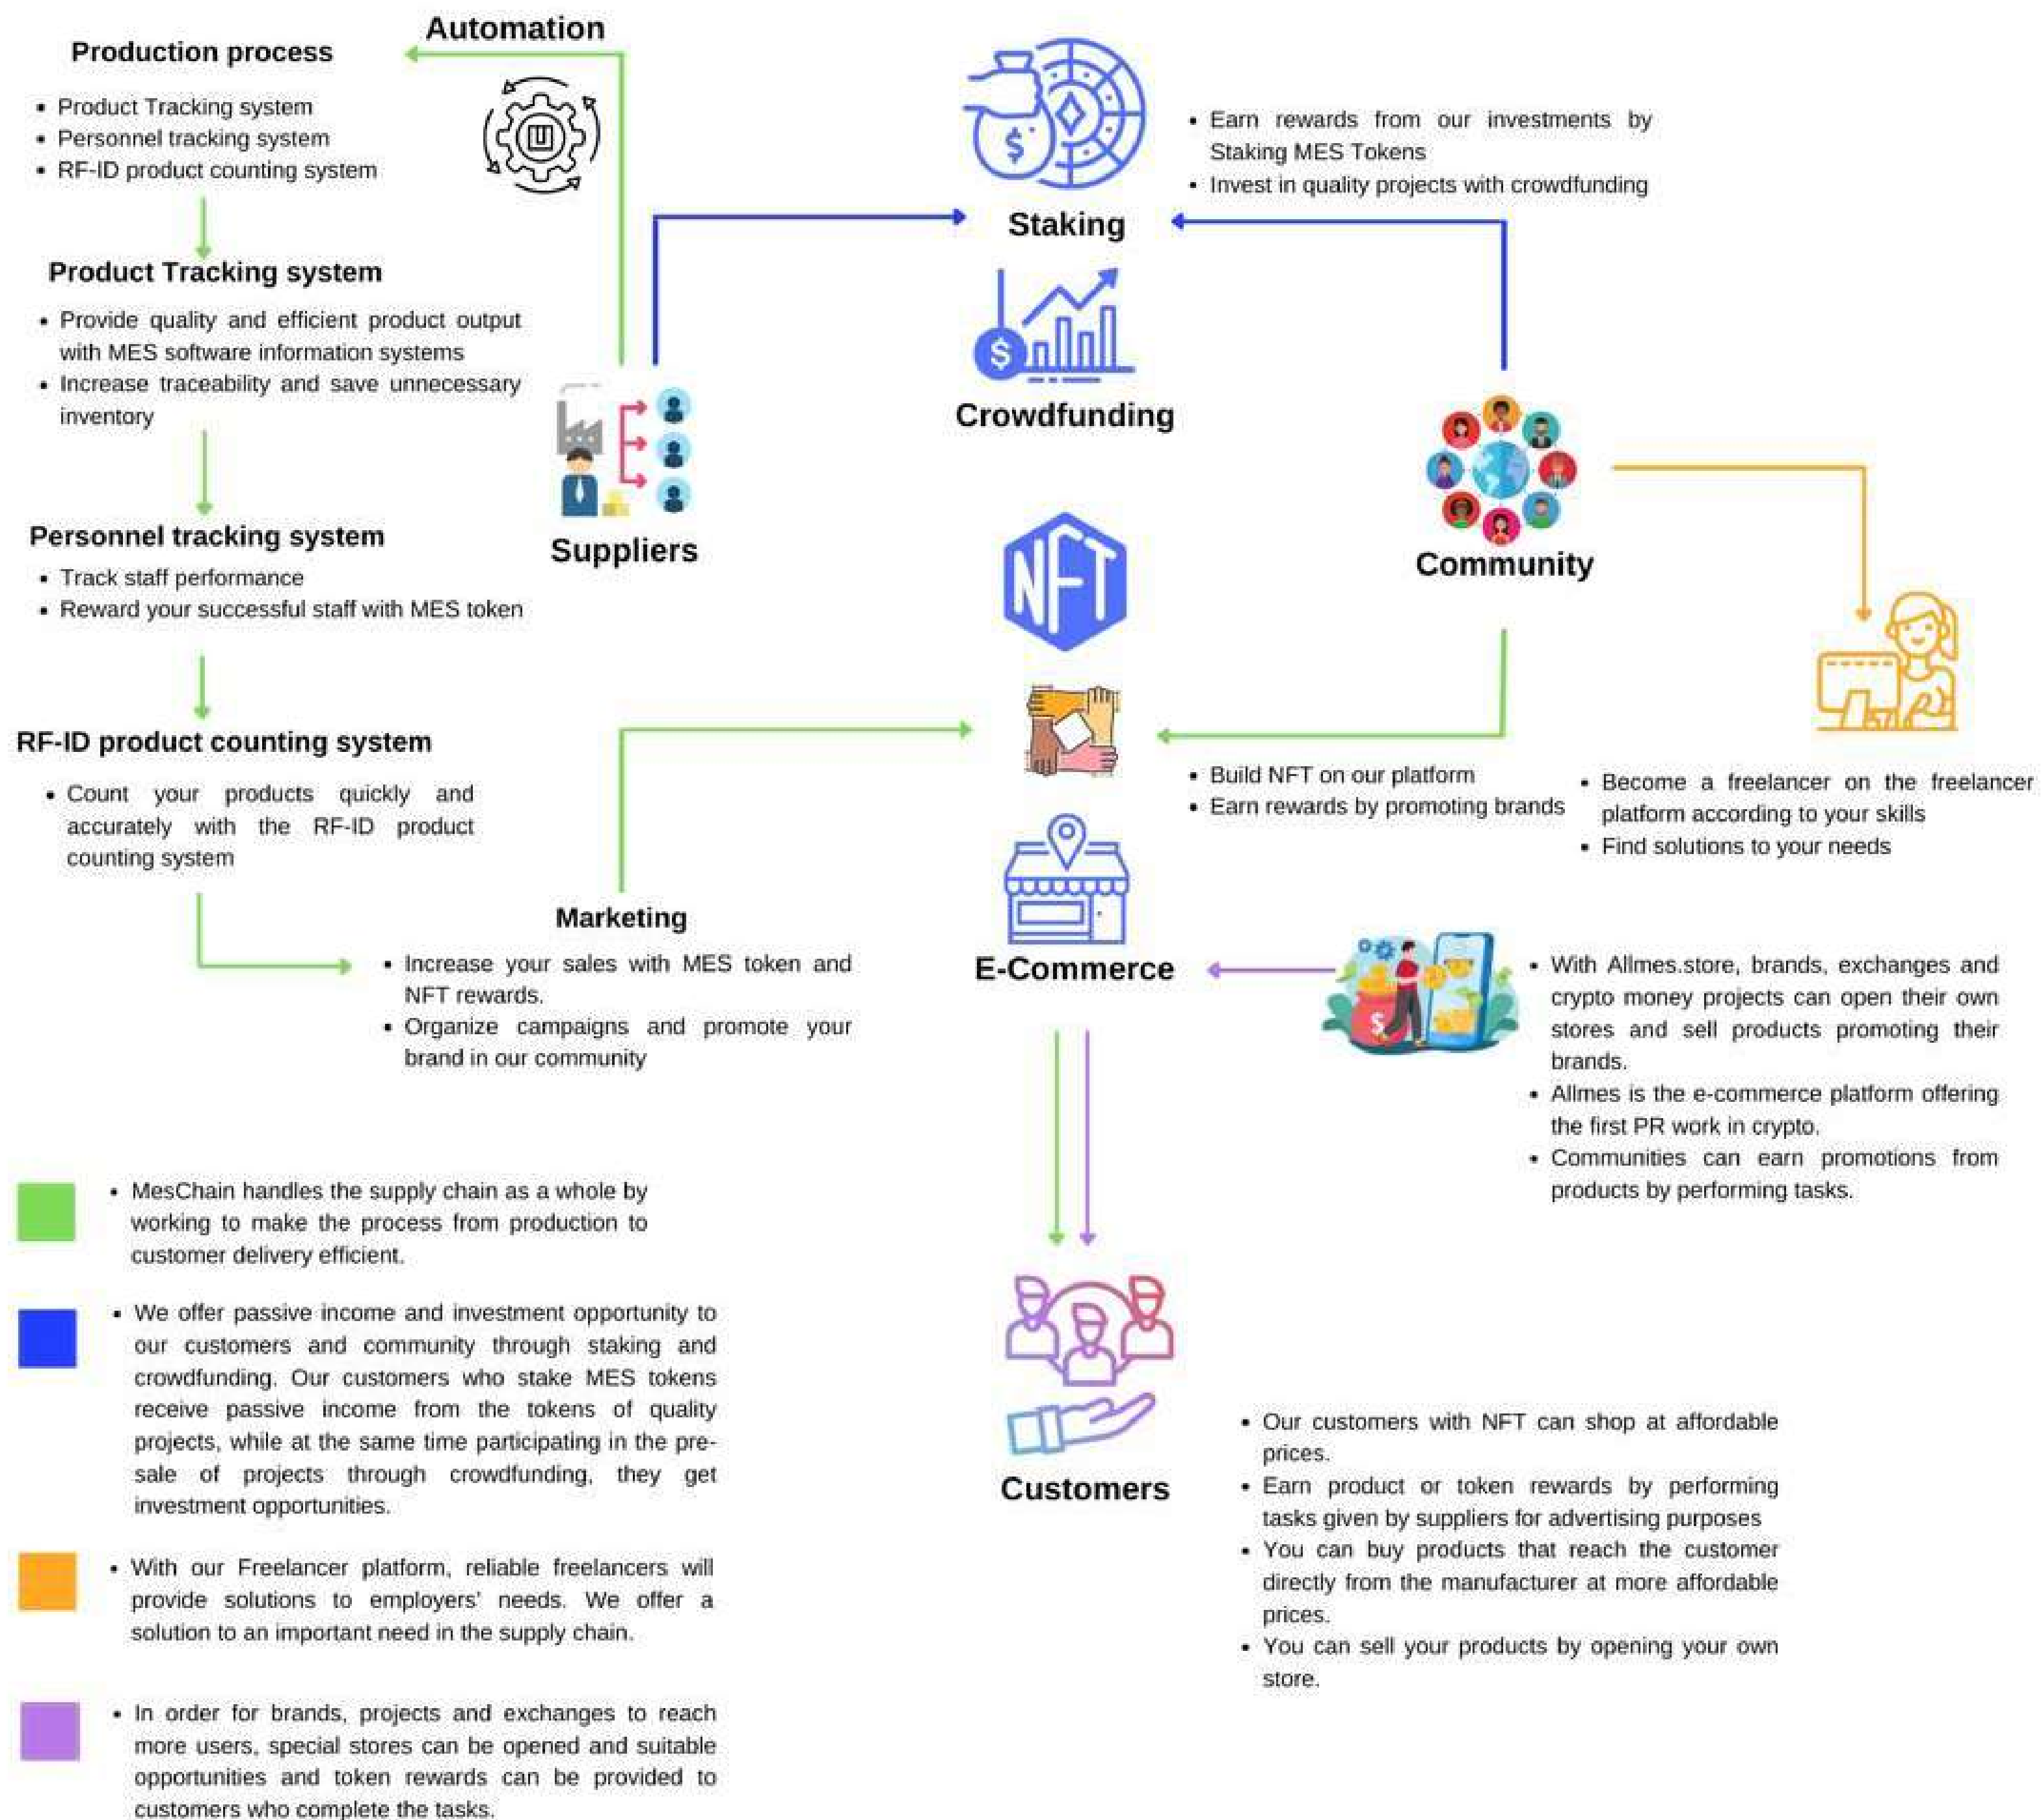 Automation
Production process
• Product Tracking system
• Personnel tracking system
• RF-ID product counting system
Product Tracking system
• Provide quality and efficient product output
with MES software information systems
• Increase traceability and save unnecessary
inventory
Personnel tracking system
• Track staff performance
• Reward your successful staff with MES token
RF-ID product counting system
• Count your products quickly and
accurately with the RF-ID product
counting system
Suppliers
Marketing
• Increase your sales with MES token and
NFT rewards.
• Organize campaigns and promote your
brand in our community
$
Staking
• Earn rewards from our investments by
Staking MES Tokens
• Invest in quality projects with crowdfunding
$
Crowdfunding
Community
NFT
• Build NFT on our platform
• Earn rewards by promoting brands
• Become a freelancer on the freelancer
platform according to your skills
• Find solutions to your needs
E-Commerce
$
• With Allmes.store, brands, exchanges and
crypto money projects can open their own
stores and sell products promoting their
brands.
• Allmes is the e-commerce platform offering
the first PR work in crypto.
• Communities can earn promotions from
products by performing tasks.
Customers
• Our customers with NFT can shop at affordable
prices.
• Earn product or token rewards by performing
tasks given by suppliers for advertising purposes
• You can buy products that reach the customer
directly from the manufacturer at more affordable
prices.
• You can sell your products by opening your own
store.
• MesChain handles the supply chain as a whole by
working to make the process from production to
customer delivery efficient.
• We offer passive income and investment opportunity to
our customers and community through staking and
crowdfunding. Our customers who stake MES tokens
receive passive income from the tokens of quality
projects, while at the same time participating in the pre-
sale of projects through crowdfunding, they get
investment opportunities.
• With our Freelancer platform, reliable freelancers will
provide solutions to employers' needs. We offer a
solution to an important need in the supply chain.
• In order for brands, projects and exchanges to reach
more users, special stores can be opened and suitable
opportunities and token rewards can be provided to
customers who complete the tasks.